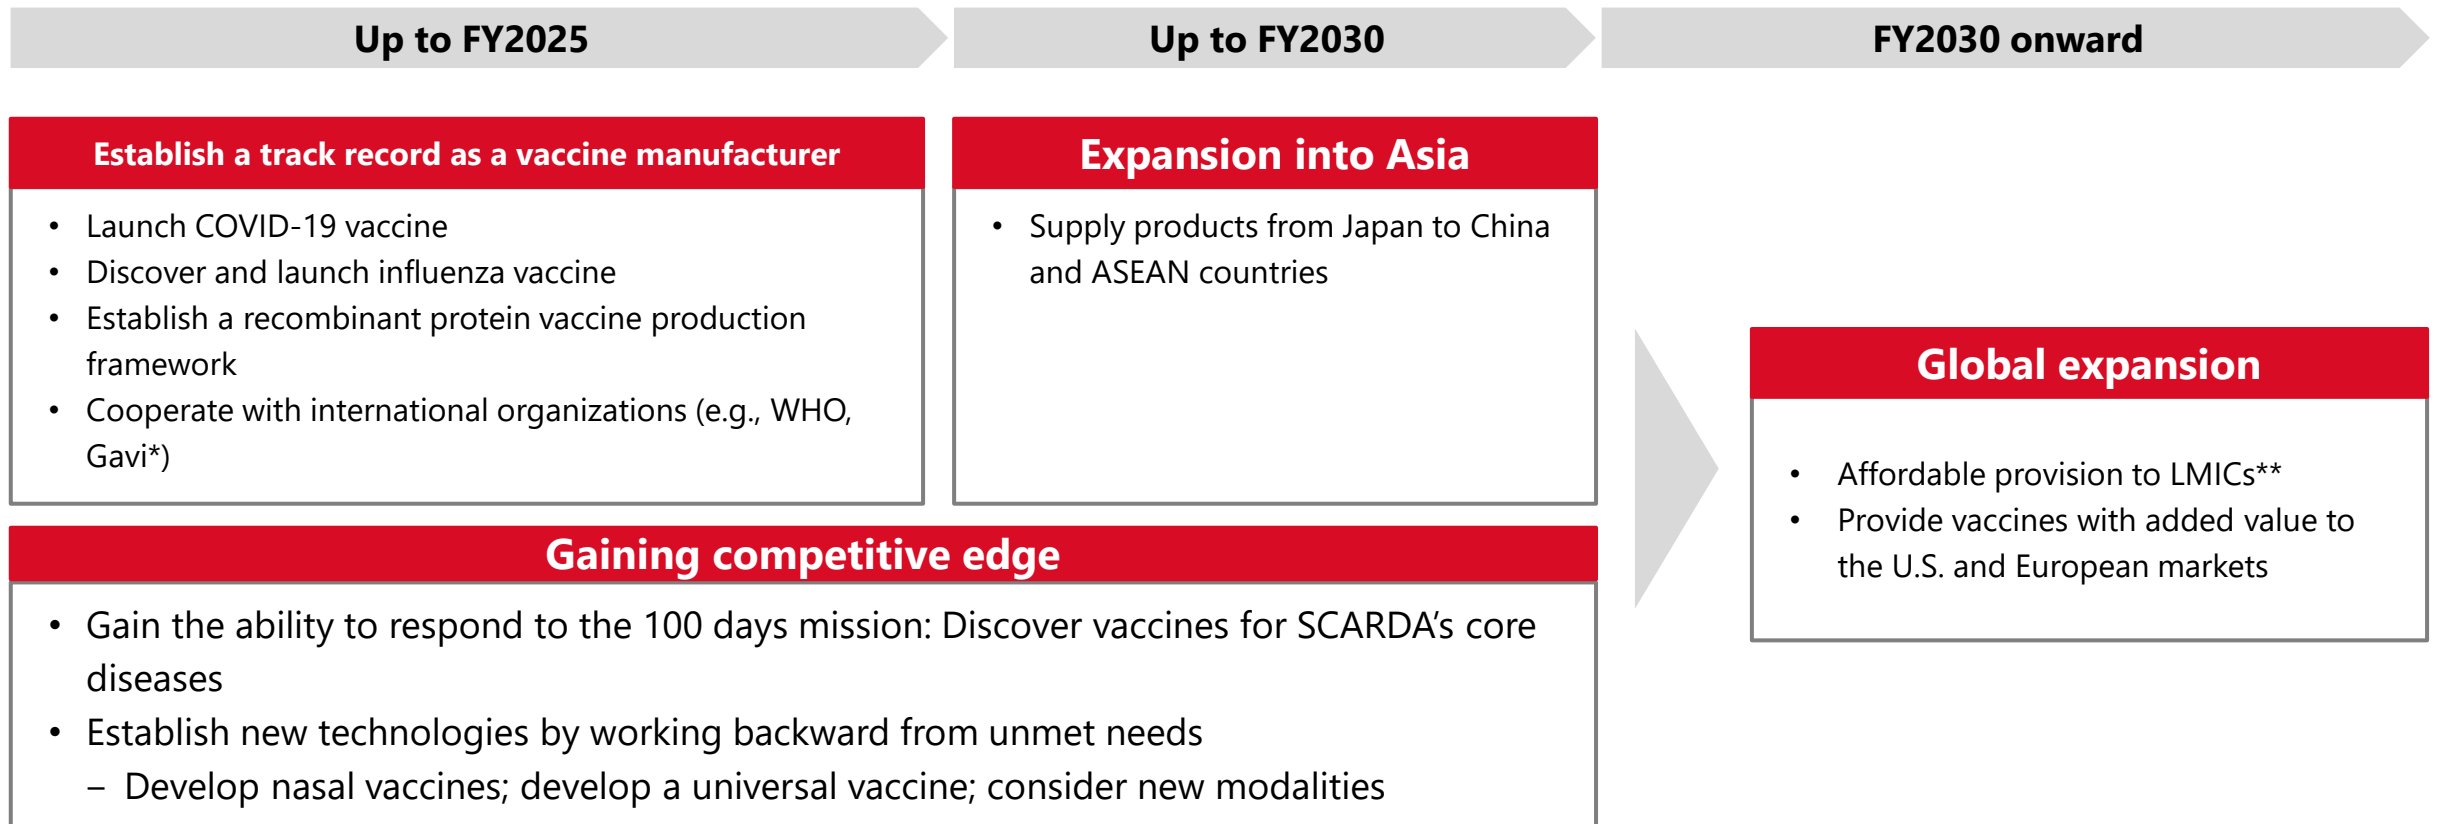 Up to FY2025
Up to FY2030
FY2030 onward
Establish a track record as a vaccine manufacturer
• Launch COVID-19 vaccine
• Discover and launch influenza vaccine
• Establish a recombinant protein vaccine production
framework
• Cooperate with international organizations (e.g., WHO,
Gavi*)
Expansion into Asia
• Supply products from Japan to China
and ASEAN countries
Gaining competitive edge
• Gain the ability to respond to the 100 days mission: Discover vaccines for SCARDA’s core
diseases
• Establish new technologies by working backward from unmet needs
– Develop nasal vaccines; develop a universal vaccine; consider new modalities
Global expansion
• Affordable provision to LMICs**
• Provide vaccines with added value to
the U.S. and European markets